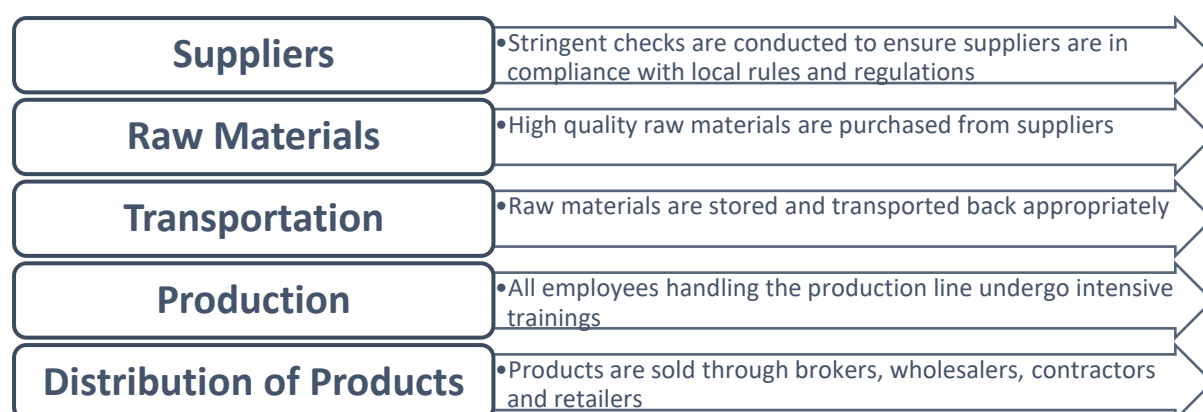 Suppliers
•Stringent checks are conducted to ensure suppliers are in
compliance with local rules and regulations
Raw Materials
•High quality raw materials are purchased from suppliers
Transportation
•Raw materials are stored and transported back appropriately
Production
•All employees handling the production line undergo intensive
trainings
Distribution of Products
•Products are sold through brokers, wholesalers, contractors
and retailers